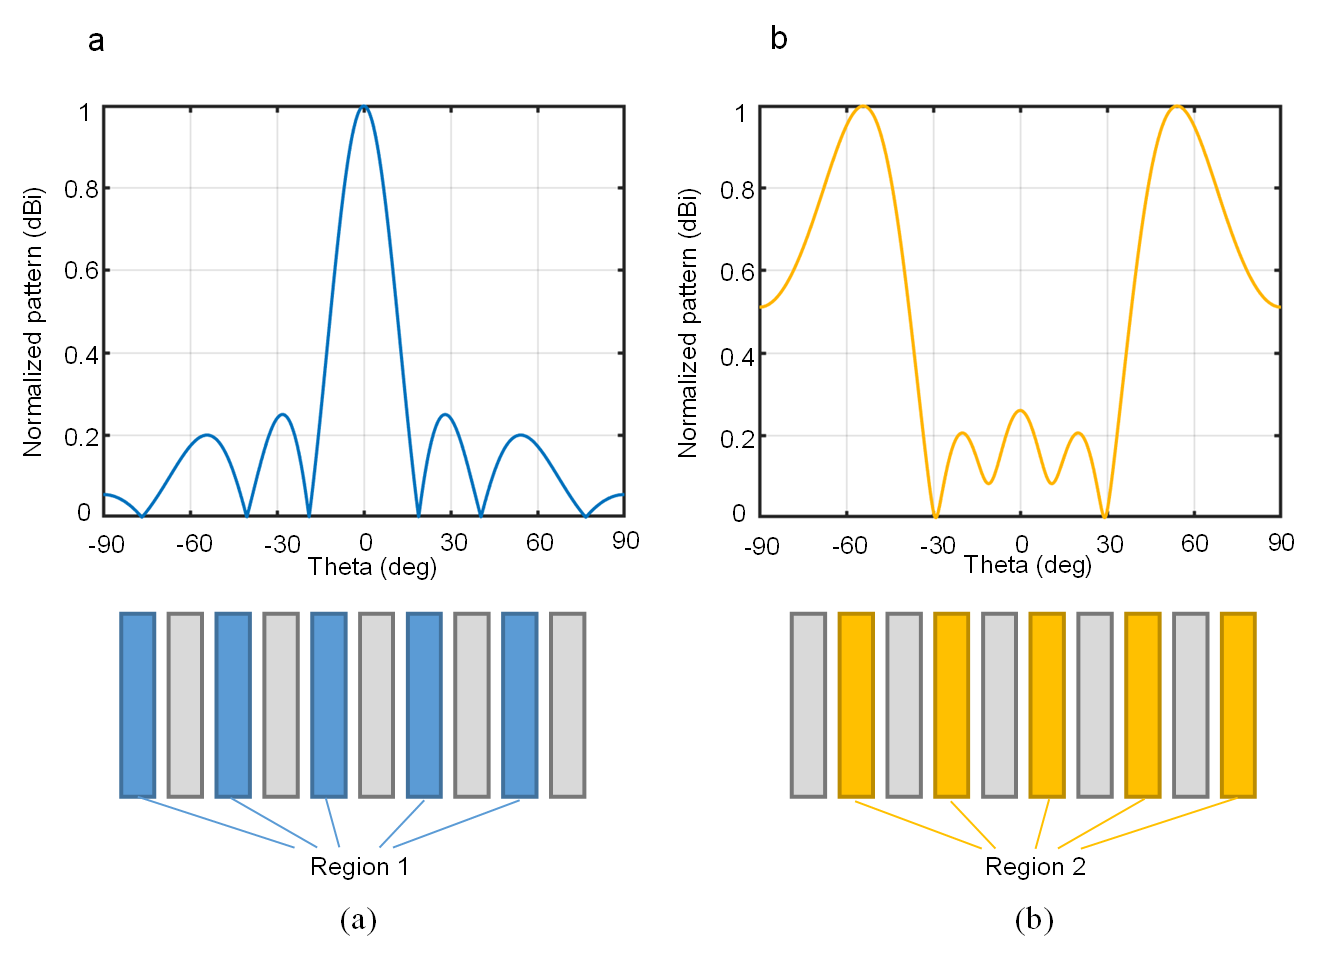 a
b
Normalized pattern (dBi)
1
0.8
0.6
0.4
0.2
0
-90
-60
-30
0
30
60
90
Theta (deg)
Normalized pattern (dBi)
1
0.8
0.6
0.4
0.2
0
-90
-60
-30
0
30
60
90
Theta (deg)
Region 1
Region 2
(a)
(b)